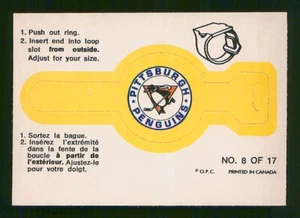 1. Push out ring.
2. Insert end into loop
slot from outside.
Adjust for your size.
PITTSBURGH
PENGUINS
1. Sortez la bague.
2. Insérez l'extrémité
dans la fente de la
boucle à partir de
l'extérieur. Ajustez-le
pour votre doigt.
NO. 8 OF 17
© O.P.C. PRINTED IN CANADA